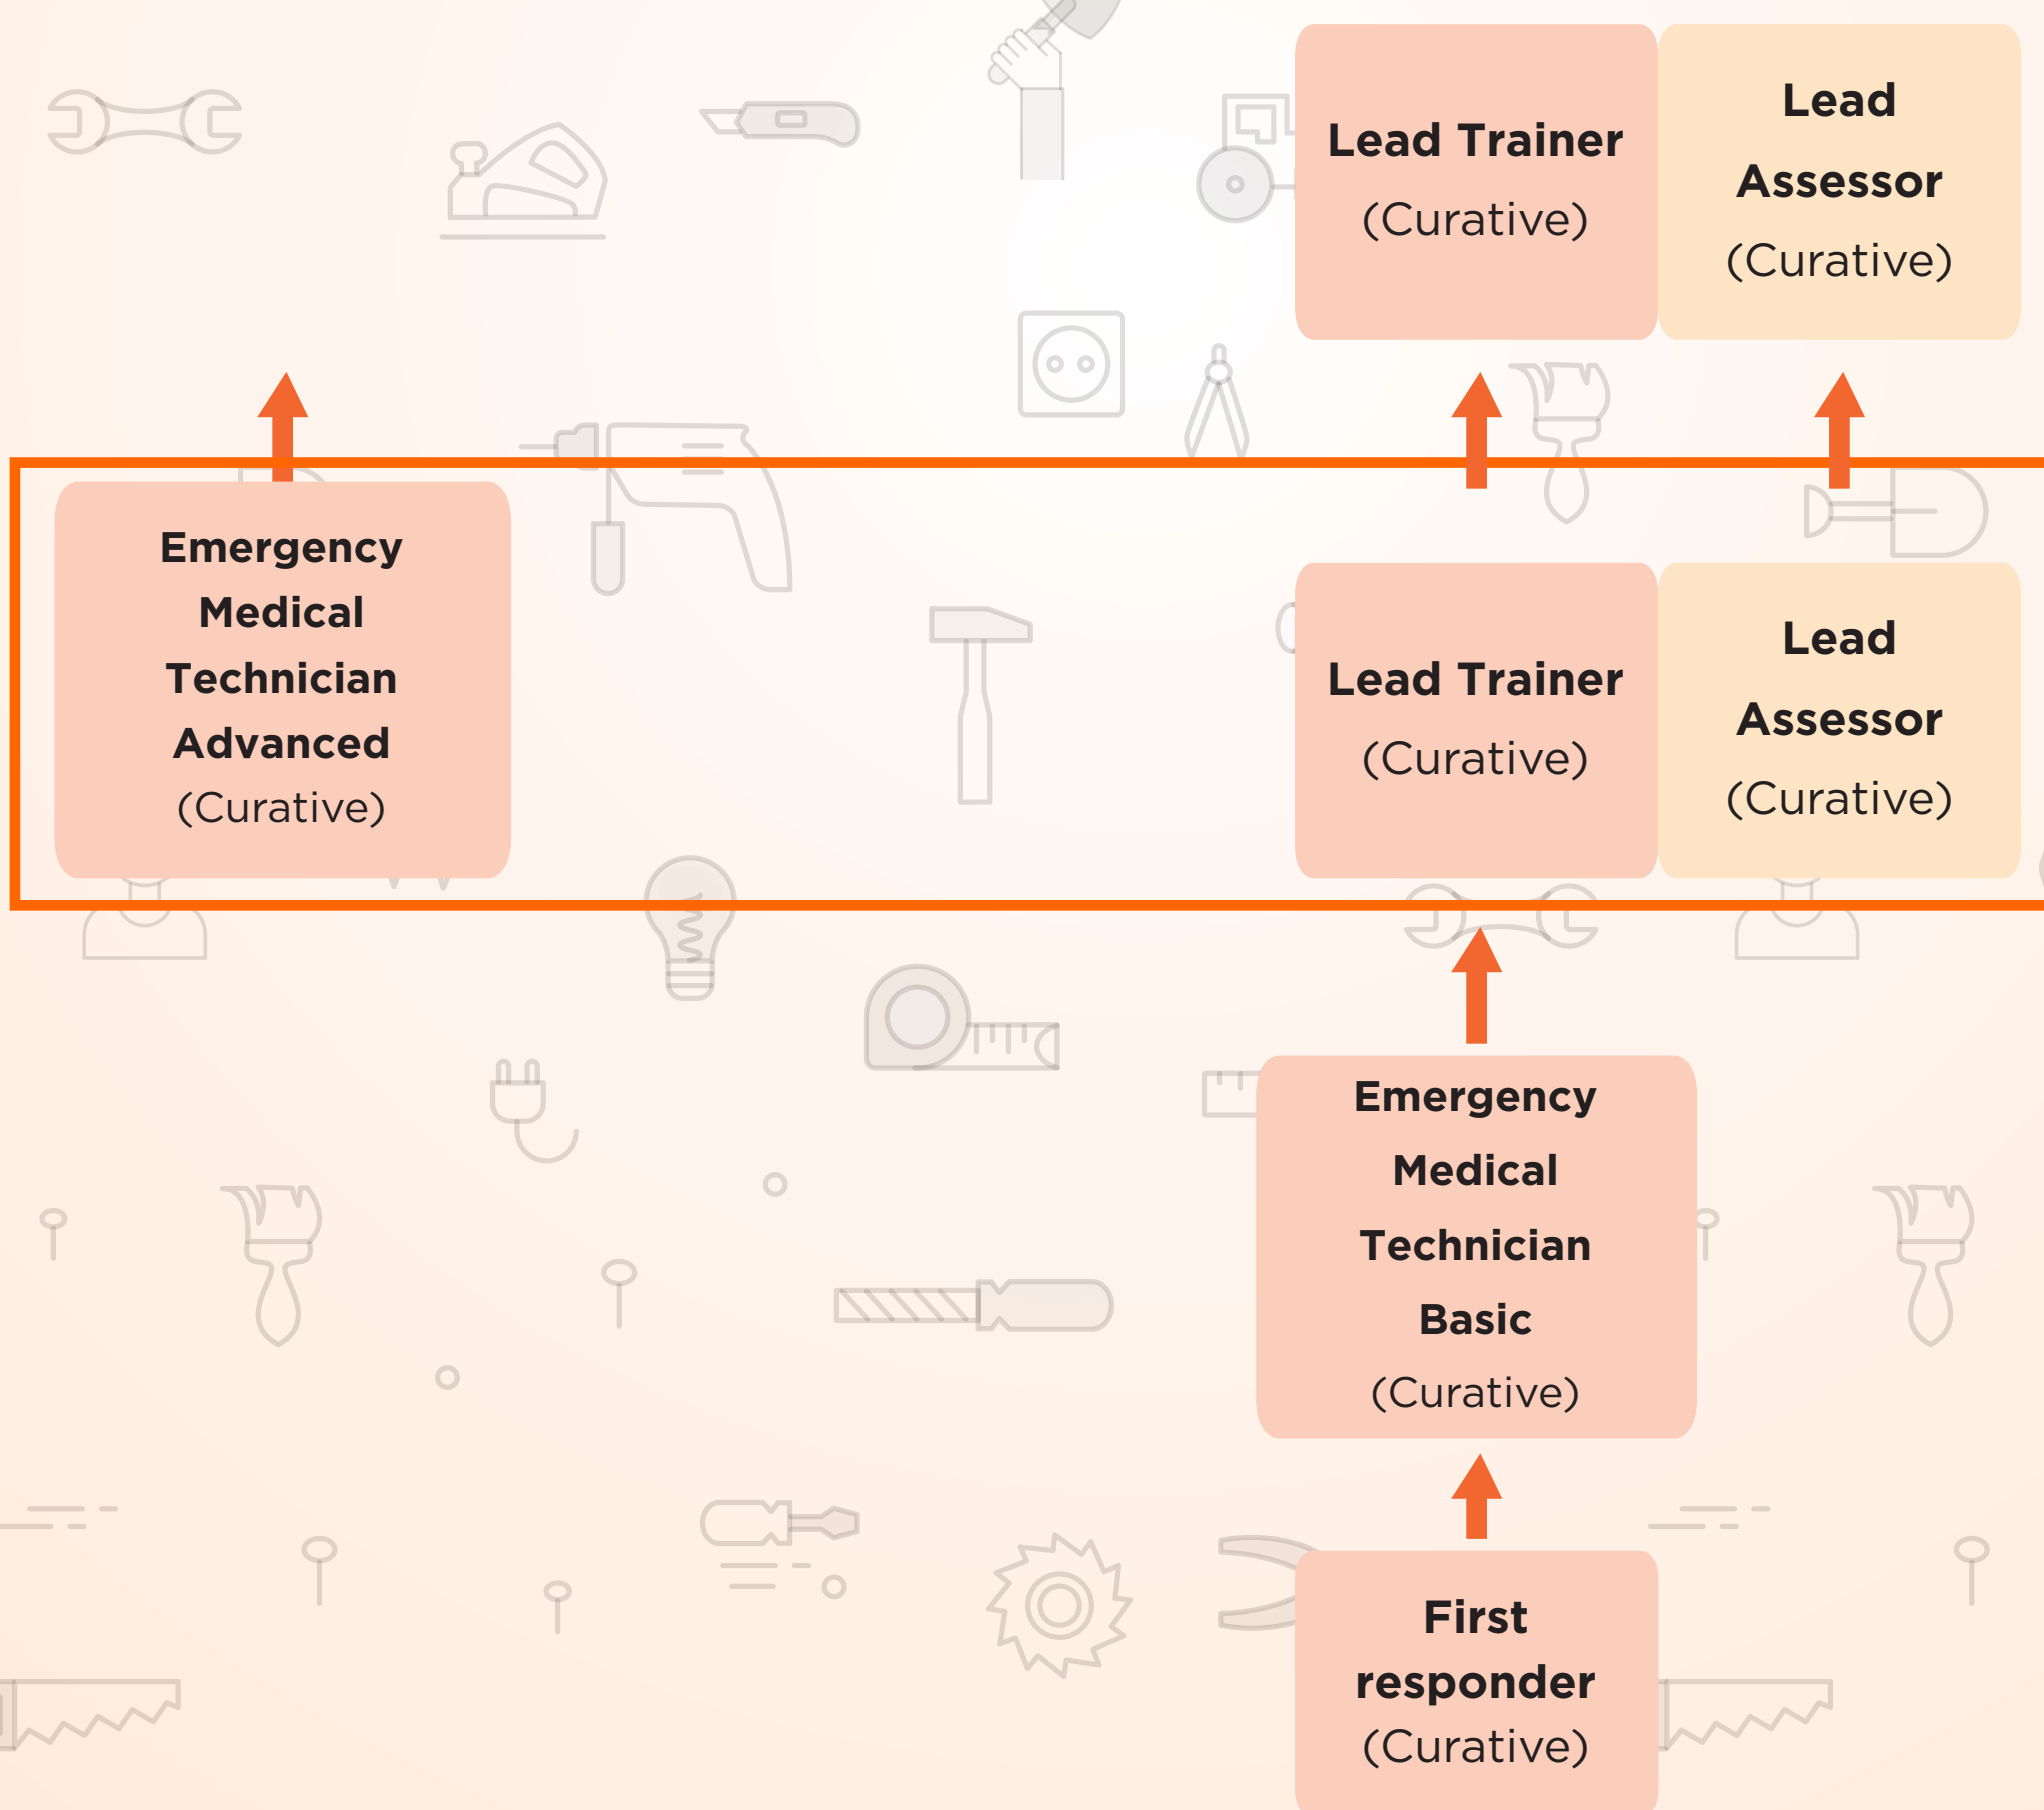 Lead Trainer
(Curative)
Lead
Assessor
(Curative)
Emergency
Medical
Technician
Advanced
(Curative)
Lead Trainer
(Curative)
Lead
Assessor
(Curative)
Emergency
Medical
Technician
Basic
(Curative)
First
responder
(Curative)